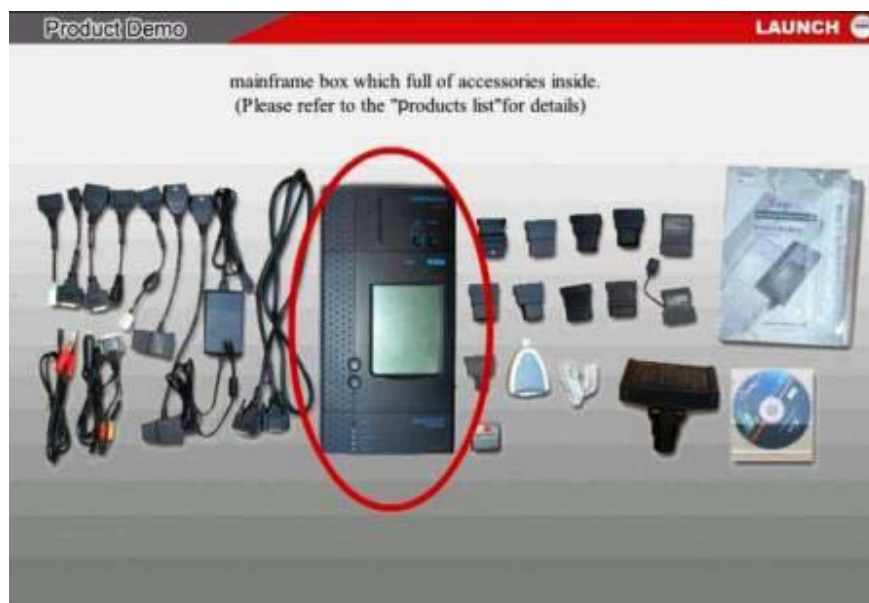 Product Demo
LAUNCH
mainframe box which full of accessories inside.
(Please refer to the "products list"for details)